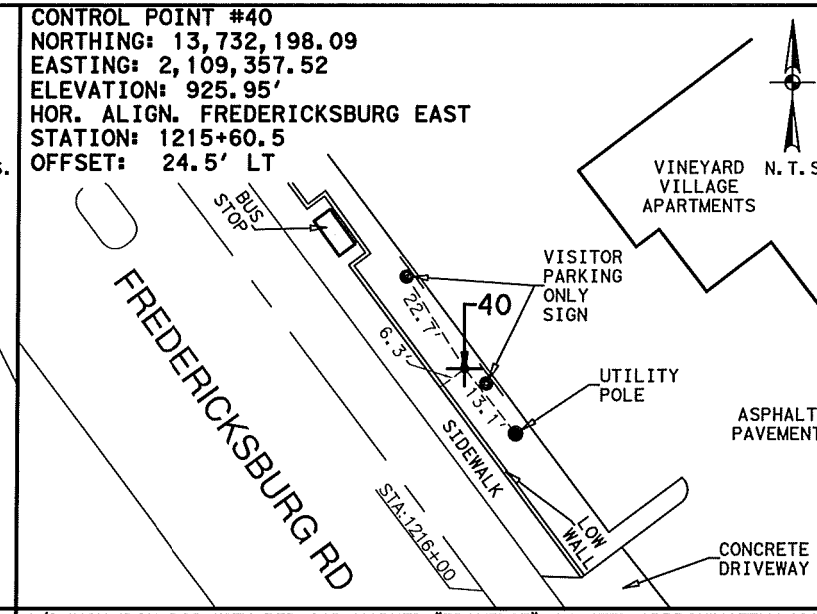 CONTROL POINT #40
NORTHING: 13,732,198.09
EASTING: 2,109,357.52
ELEVATION: 925.95'
HOR. ALIGN. FREDERICKSBURG EAST
STATION: 1215+60.5
OFFSET: 24.5' LT
S.
BUS
STOP
VINEYARD
VILLAGE
APARTMENTS
N.T.S
VISITOR
PARKING
ONLY
SIGN
40
22.7'
6.3'
13.1'
UTILITY
POLE
ASPHALT
PAVEMENT
FREDERICKSBURG RD
SIDEWALK
STA:1216+00
LOW
WALL
CONCRETE
DRIVEWAY